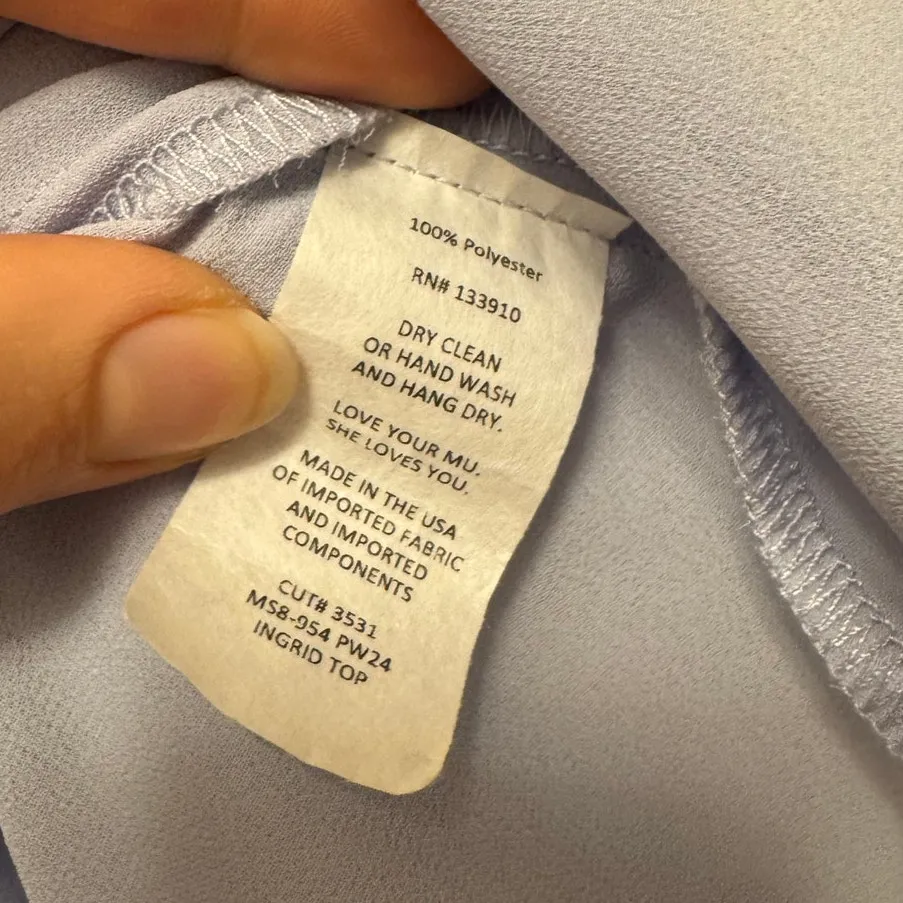 100% Polyester
RN# 133910
DRY CLEAN
OR HAND WASH
AND HANG DRY.
LOVE YOUR MU.
SHE LOVES YOU.
MADE IN THE USA
OF IMPORTED FABRIC
AND IMPORTED
COMPONENTS
CUT# 3531
MS8-954 PW24
INGRID TOP